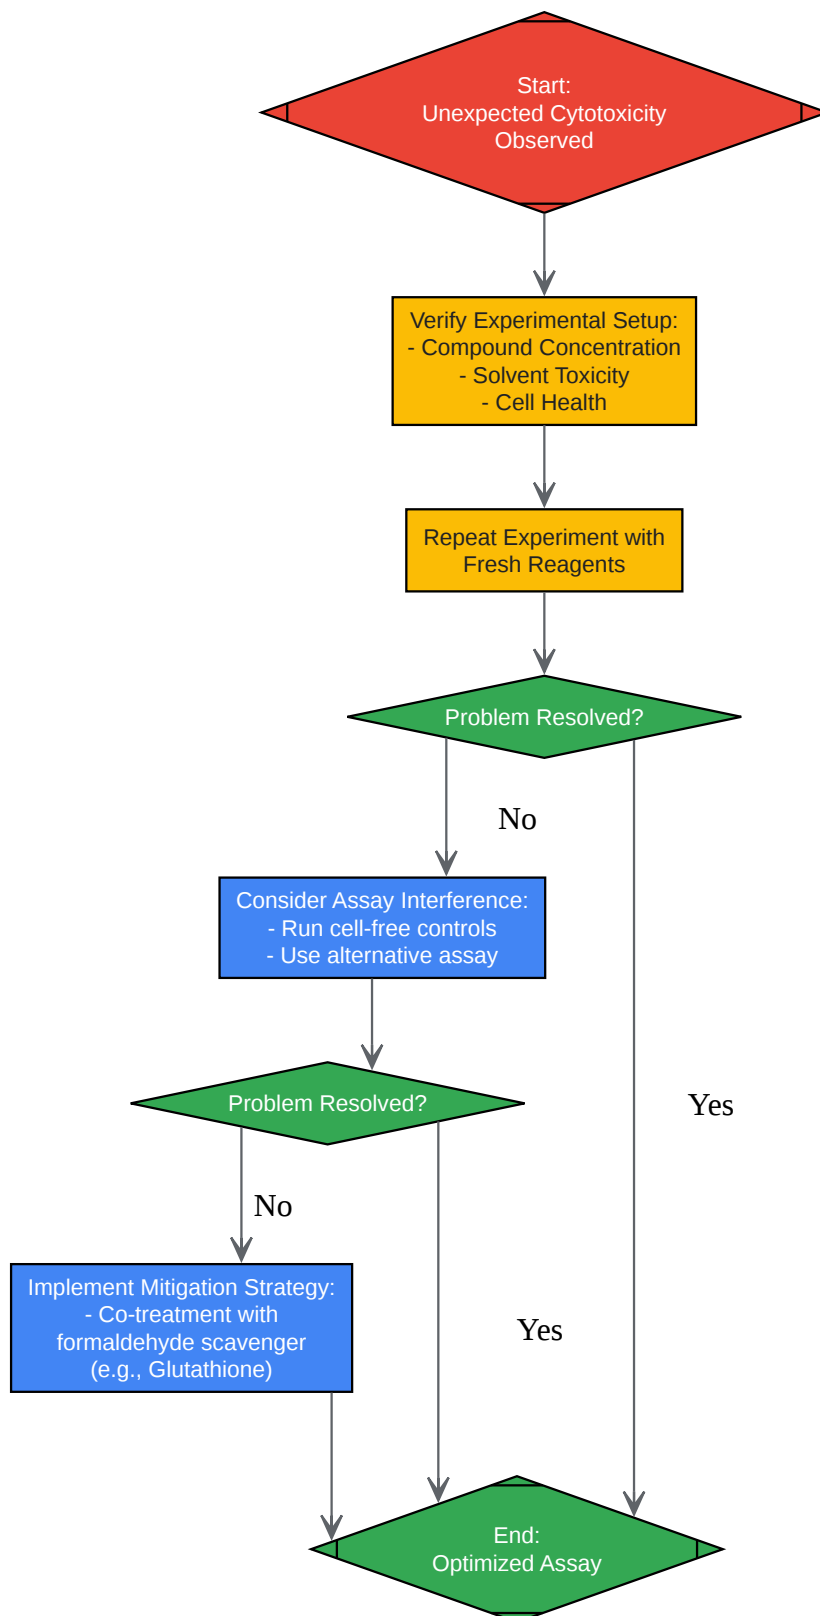 Start:
Unexpected Cytotoxicity
Observed
Verify Experimental Setup:
- Compound Concentration
- Solvent Toxicity
- Cell Health
Repeat Experiment with
Fresh Reagents
Problem Resolved?
No
Consider Assay Interference:
- Run cell-free controls
- Use alternative assay
Problem Resolved?
Yes
No
Implement Mitigation Strategy:
- Co-treatment with
formaldehyde scavenger
(e.g., Glutathione)
Yes
End:
Optimized Assay